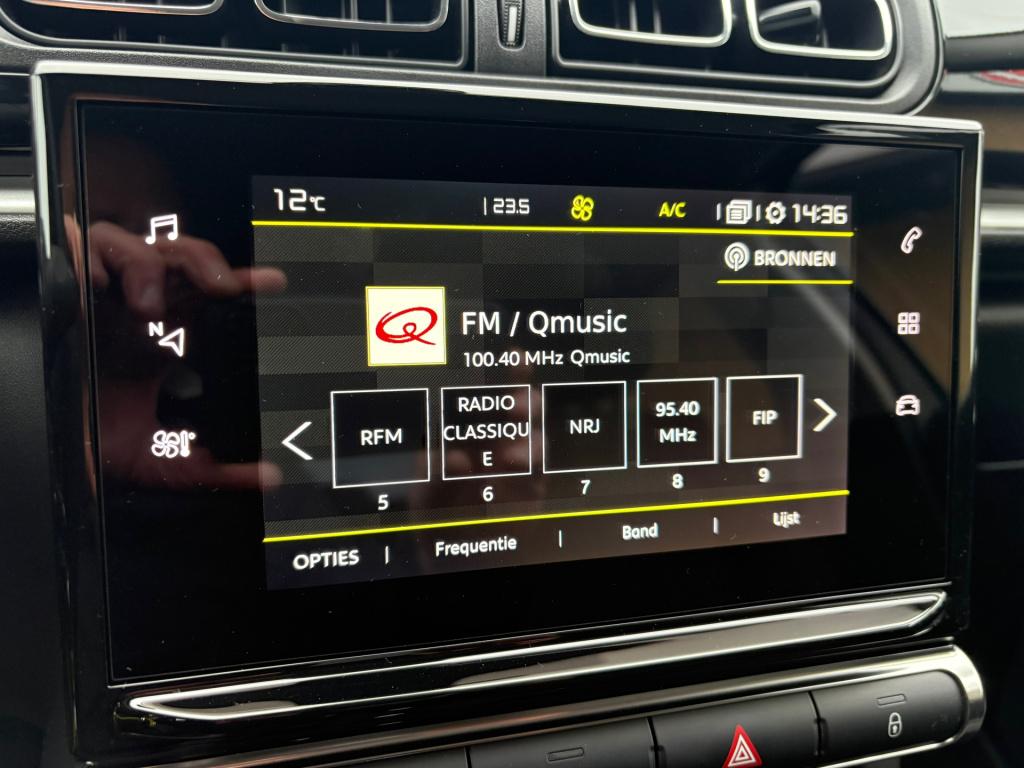 12°C | 23.5 A/C | | 14:36
BRONNEN
Q
FM / Qmusic
100.40 MHz Qmusic
N
RFM
RADIO
CLASSIQU
E
NRJ
95.40
MHz
FIP
5 6 7 8 9
OPTIES | Frequentie | Band | Lijst